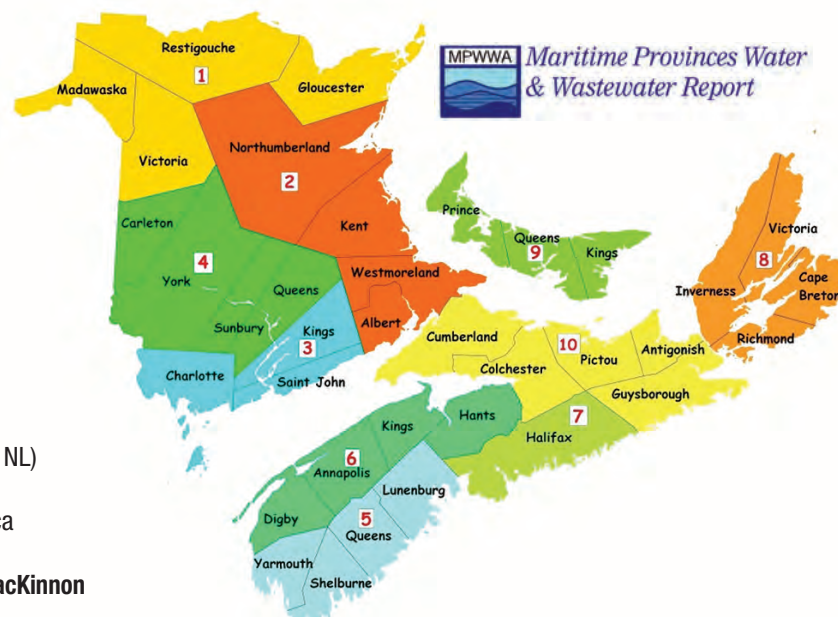 MPWWA
Maritime Provinces Water
& Wastewater Report
Restigouche
1
Madawaska
Gloucester
Victoria
Northumberland
2
Kent
Carleton
4
York
Queens
Sunbury
Westmoreland
Albert
Kings
3
Charlotte
Saint John
Prince
Queens
9
Kings
Victoria
8
Inverness
Cape
Breton
Richmond
Cumberland
10
Pictou
Antigonish
Colchester
Guysborough
7
Halifax
Hants
Kings
6
Annapolis
Digby
Lunenburg
5
Queens
Yarmouth
Shelburne
NL)
acKinnon